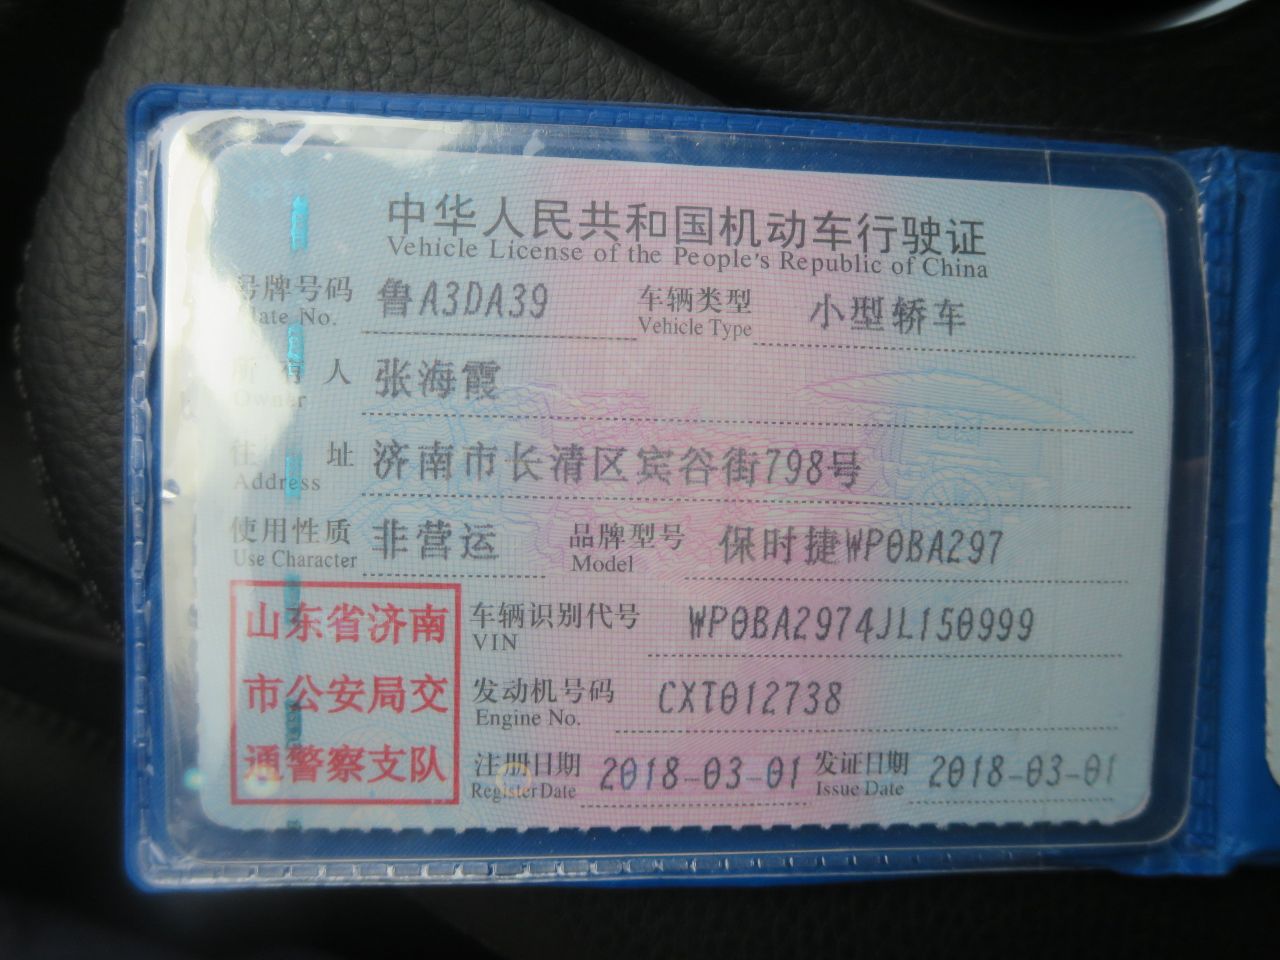 中华人民共和国机动车行驶证
Vehicle License of the People's Republic of China
号牌号码 鲁A3DA39 车辆类型 小型轿车
Plate No. Vehicle Type
所有人 张海霞
Owner
住址 济南市长清区宾谷街798号
Address
使用性质 非营运 品牌型号 保时捷WP0BA297
Use Character Model
山东省济南
市公安局交
通警察支队
车辆识别代号 WP0BA2974JL150999
VIN
发动机号码 CXT012738
Engine No.
注册日期 2018-03-01 发证日期 2018-03-01
Register Date Issue Date